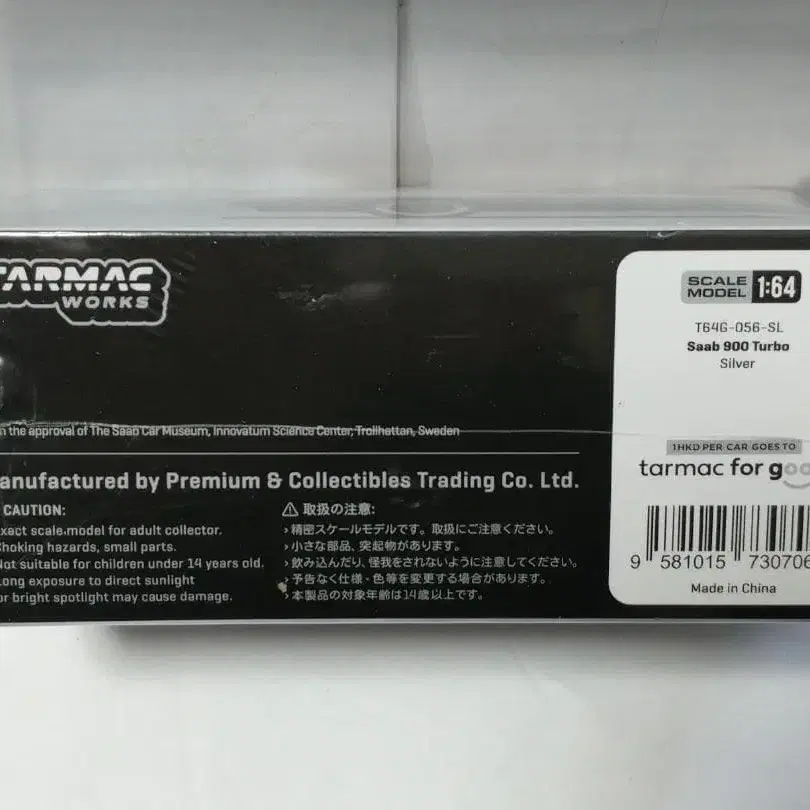 TARMAC
WORKS
n the approval of The Saab Car Museum, Innovatum Science Center, Trollhattan, Sweden
anufactured by Premium & Collectibles Trading Co. Ltd.
CAUTION:
xact scale model for adult collector.
hoking hazards, small parts.
Not suitable for children under 14 years old.
Long exposure to direct sunlight
or bright spotlight may cause damage.
⚠ 取扱の注意:
›精密スケールモデルです。取扱にご注意ください。
›小さな部品、突起物があります。
›飲み込んだり、怪我をされないように注意してください。
›予告なく仕様・色等を変更する場合があります。
›本製品の対象年齢は14歳以上です。
SCALE
MODEL 1:64
T64G-056-SL
Saab 900 Turbo
Silver
1HKD PER CAR GOES TO
tarmac for goo
9 581015 730706
Made in China